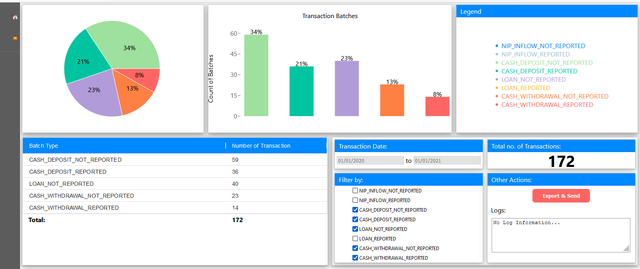 34%
21%
8%
23%
13%
Transaction Batches
Count of Batches
60
45
30
15
0
34%
21%
23%
13%
8%
Legend
NIP_INFLOW_NOT_REPORTED
NIP_INFLOW_REPORTED
CASH_DEPOSIT_NOT_REPORTED
CASH_DEPOSIT_REPORTED
LOAN_NOT_REPORTED
LOAN_REPORTED
CASH_WITHDRAWAL_NOT_REPORTED
CASH_WITHDRAWAL_REPORTED
Batch Type Number of Transaction
CASH_DEPOSIT_NOT_REPORTED 59
CASH_DEPOSIT_REPORTED 36
LOAN_NOT_REPORTED 40
CASH_WITHDRAWAL_NOT_REPORTED 23
CASH_WITHDRAWAL_REPORTED 14
Total: 172
Transaction Date:
01/01/2020 to 01/01/2021
Filter by:
NIP_INFLOW_NOT_REPORTED
NIP_INFLOW_REPORTED
CASH_DEPOSIT_NOT_REPORTED
CASH_DEPOSIT_REPORTED
LOAN_NOT_REPORTED
LOAN_REPORTED
CASH_WITHDRAWAL_NOT_REPORTED
CASH_WITHDRAWAL_REPORTED
Total no. of Transactions:
172
Other Actions:
Export & Send
Logs:
No Log Information...